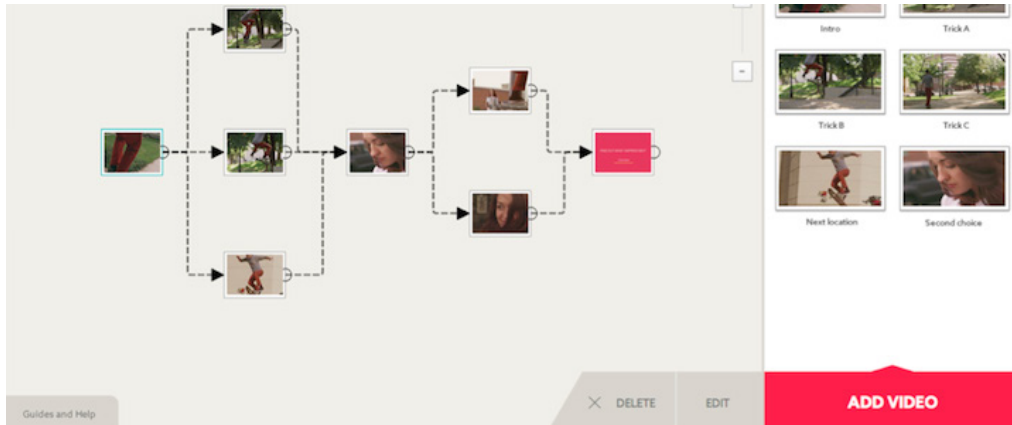 Intro
Trick A
Trick B
Trick C
Next location
Second choice
Guides and Help
DELETE
EDIT
ADD VIDEO